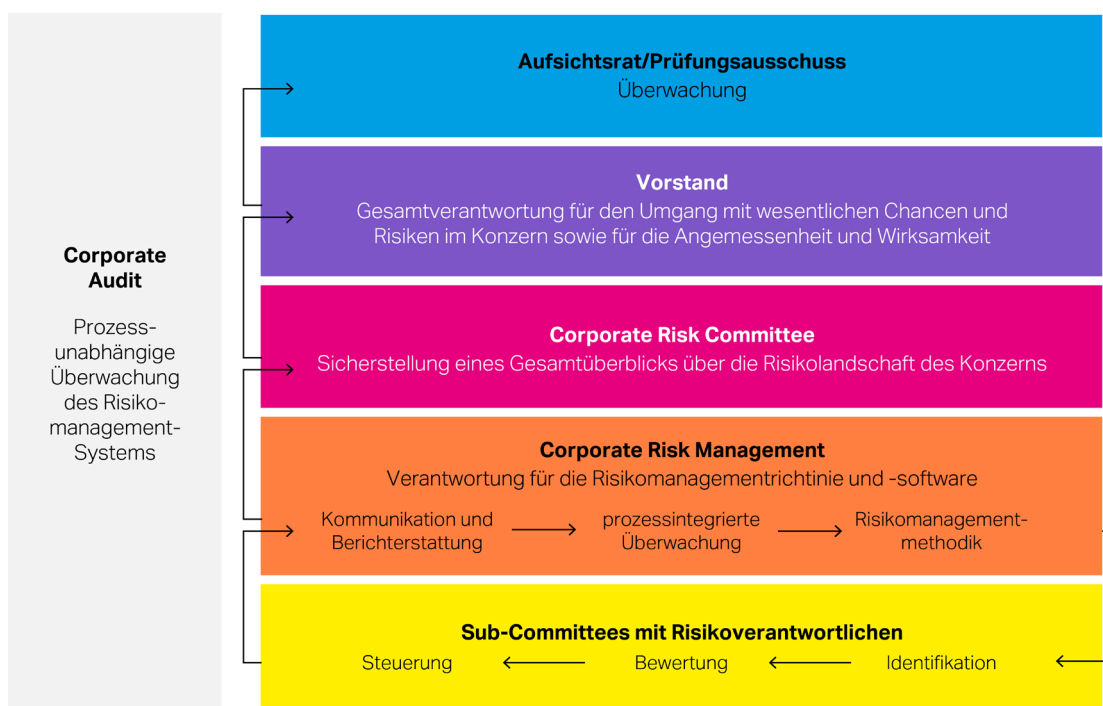 Corporate
Audit
Prozess-
unabhängige
Überwachung
des Risiko-
management-
Systems
Aufsichtsrat/Prüfungsausschuss
Überwachung
Vorstand
Gesamtverantwortung für den Umgang mit wesentlichen Chancen und
Risiken im Konzern sowie für die Angemessenheit und Wirksamkeit
Corporate Risk Committee
Sicherstellung eines Gesamtüberblicks über die Risikolandschaft des Konzerns
Corporate Risk Management
Verantwortung für die Risikomanagementrichtinie und -software
Kommunikation und
Berichterstattung
prozessintegrierte
Überwachung
Risikomanagement-
methodik
Sub-Committees mit Risikoverantwortlichen
Steuerung
Bewertung
Identifikation